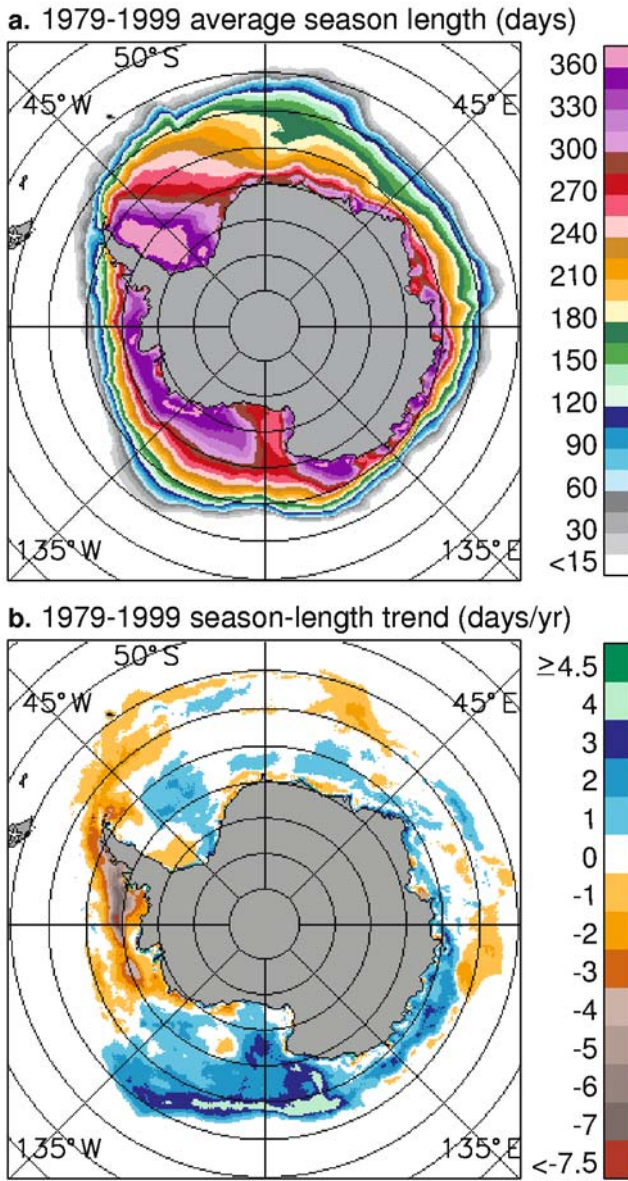 a. 1979-1999 average season length (days)
50°S
45°W
45°E
135°W
135°E
360
330
300
270
240
210
180
150
120
90
60
30
<15
b. 1979-1999 season-length trend (days/yr)
50°S
45°W
45°E
135°W
135°E
≥4.5
4
3
2
1
0
-1
-2
-3
-4
-5
-6
-7
<-7.5